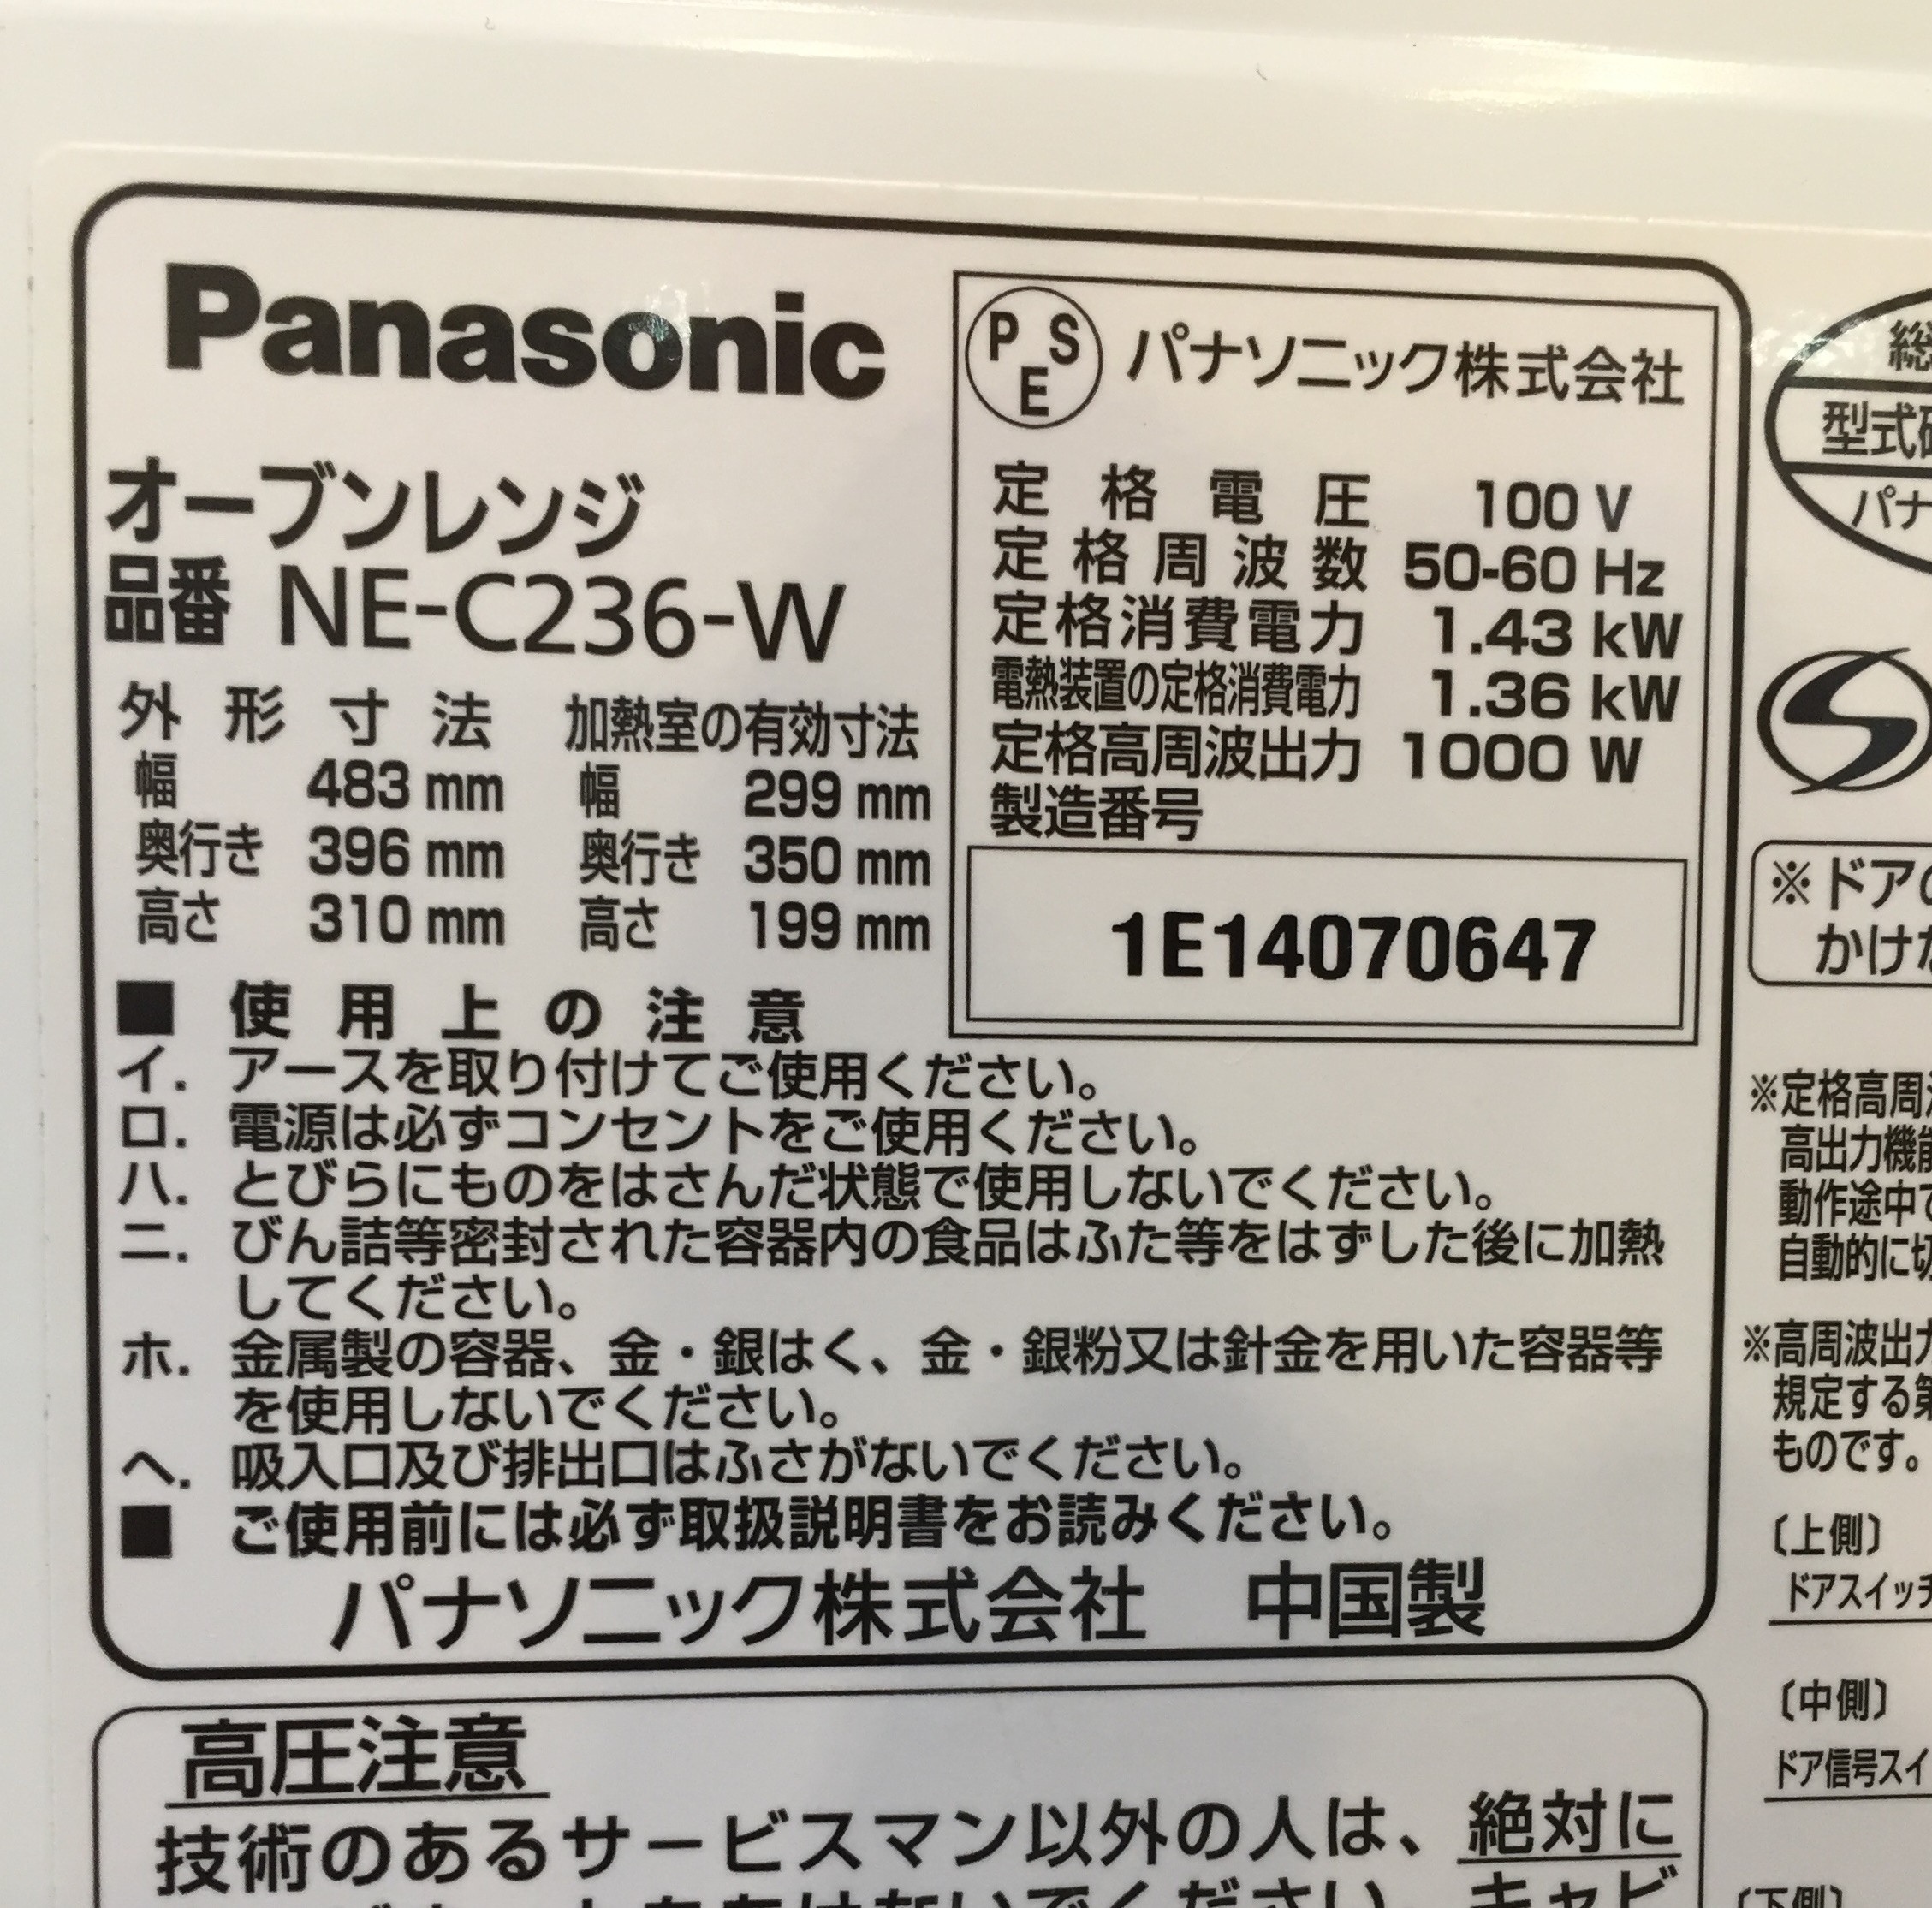 Panasonic
オーブンレンジ
品番 NE-C236-W
外形寸法 加熱室の有効寸法
幅 483 mm 幅 299 mm
奥行き 396 mm 奥行き 350 mm
高さ 310 mm 高さ 199 mm
PSE パナソニック株式会社
定格電圧 100 V
定格周波数 50-60 Hz
定格消費電力 1.43 kW
電熱装置の定格消費電力 1.36 kW
定格高周波出力 1000 W
製造番号
1E14070647
■ 使用上の注意
イ. アースを取り付けてご使用ください。
ロ. 電源は必ずコンセントをご使用ください。
ハ. とびらにものをはさんだ状態で使用しないでください。
ニ. びん詰等密封された容器内の食品はふた等をはずした後に加熱
してください。
ホ. 金属製の容器、金・銀はく、金・銀粉又は針金を用いた容器等
を使用しないでください。
ヘ. 吸入口及び排出口はふさがないでください。
■ ご使用前には必ず取扱説明書をお読みください。
パナソニック株式会社 中国製
高圧注意
技術のあるサービスマン以外の人は、絶対に
キャビ
総
型式
パナ
※ドアの
かけ
※定格高周
高出力機能
動作途中で
自動的に切
※高周波出力
規定する第
ものです。
〔上側〕
ドアスイッチ
〔中側〕
ドア信号スイ
〔下側〕